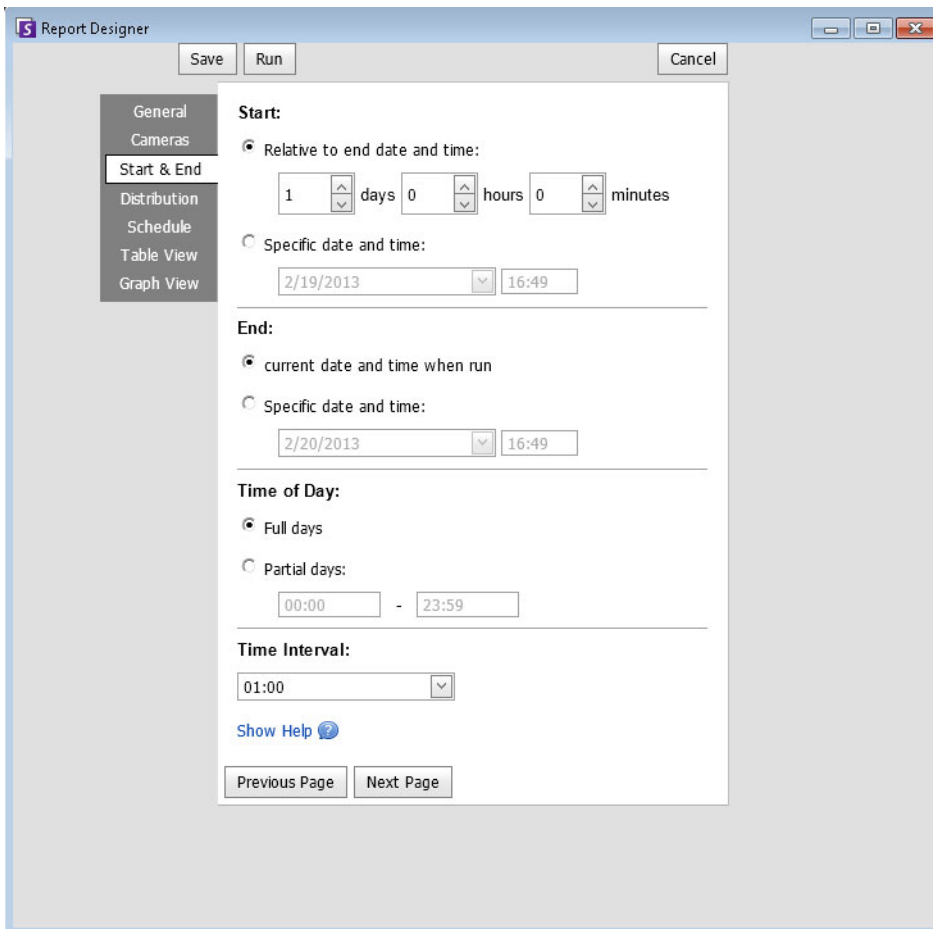 Report Designer
Save Run Cancel
General
Cameras
Start & End
Distribution
Schedule
Table View
Graph View
Start:
Relative to end date and time:
1 days 0 hours 0 minutes
Specific date and time:
2/19/2013 16:49
End:
current date and time when run
Specific date and time:
2/20/2013 16:49
Time of Day:
Full days
Partial days:
00:00 - 23:59
Time Interval:
01:00
Show Help ?
Previous Page Next Page